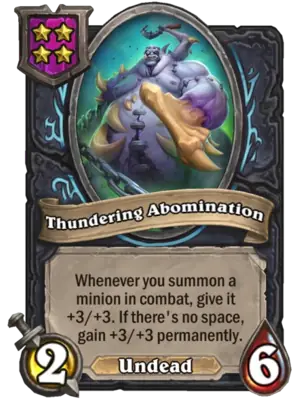 Thundering Abomination
Whenever you summon a
minion in combat, give it
+3/+3. If there's no space,
gain +3/+3 permanently.
2
Undead
6